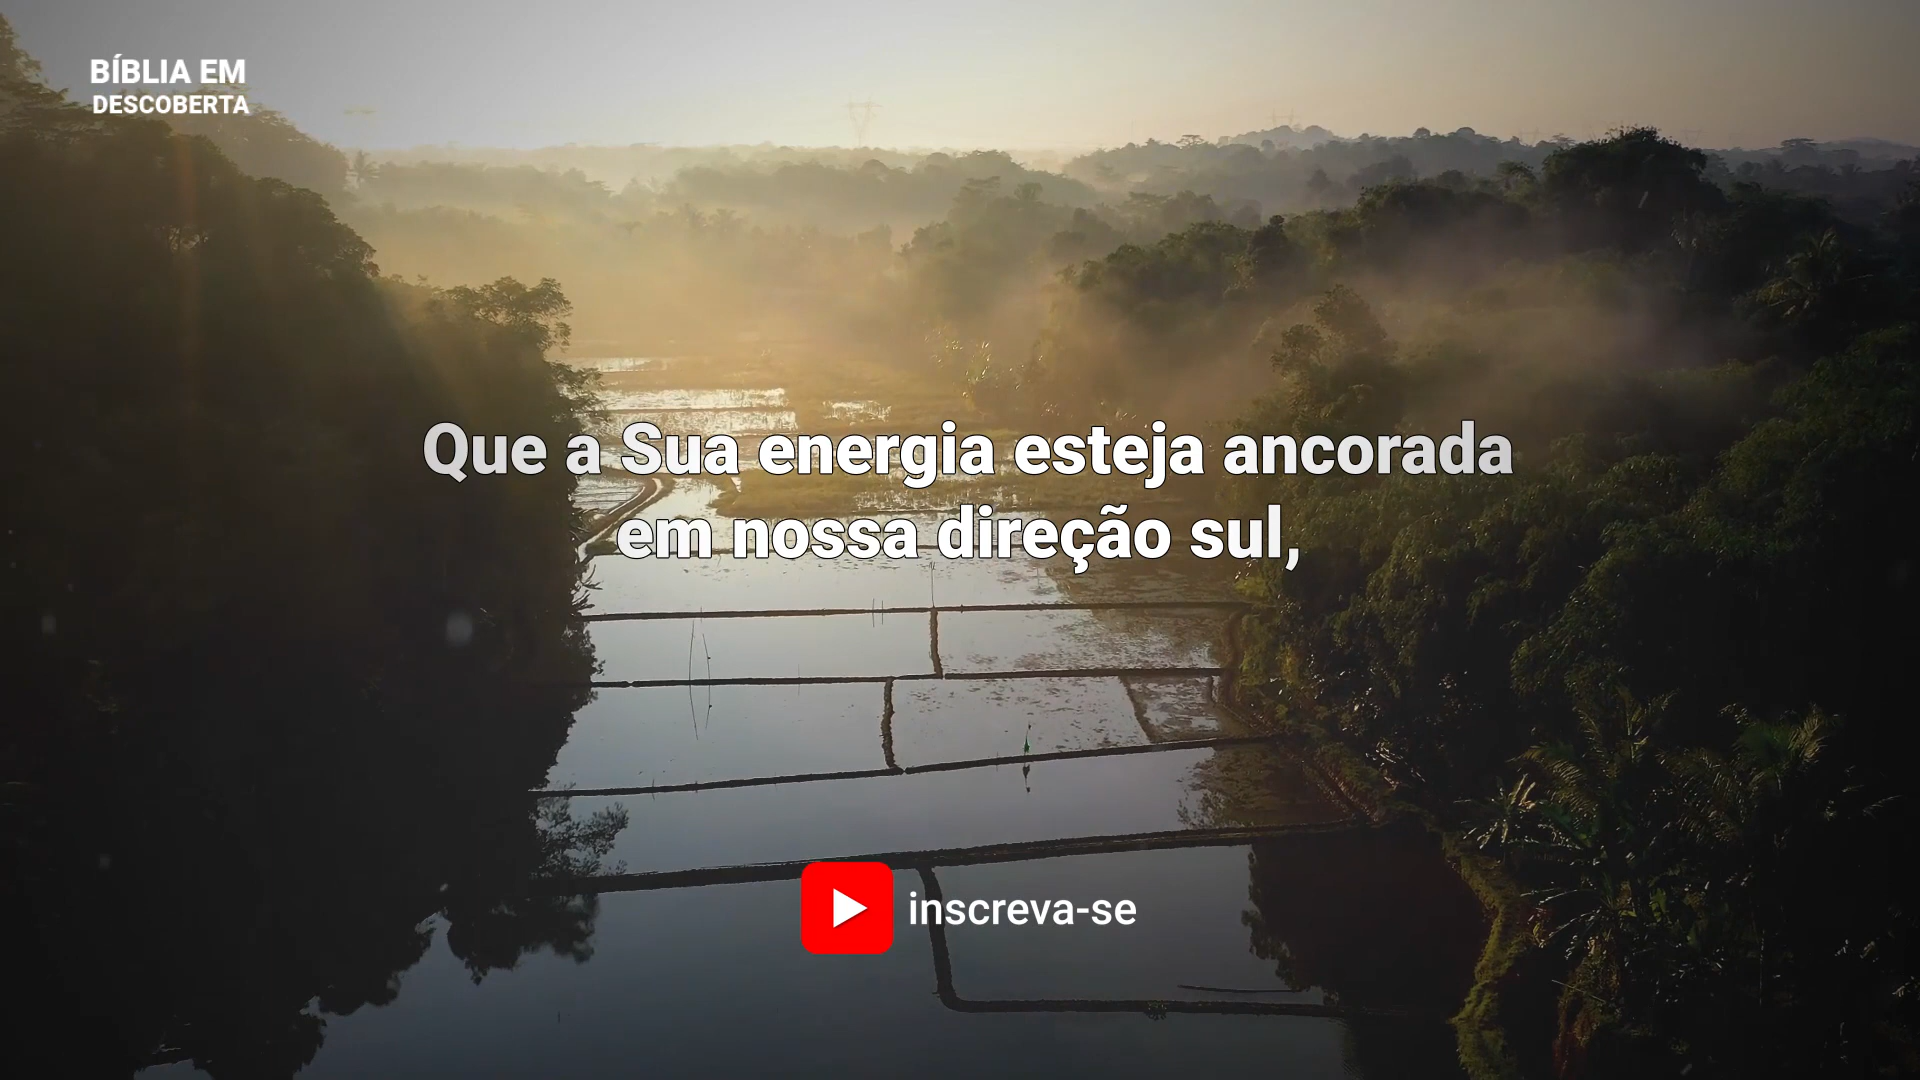 BÍBLIA EM
DESCOBERTA
Que a Sua energia esteja ancorada
em nossa direção sul,
inscreva-se